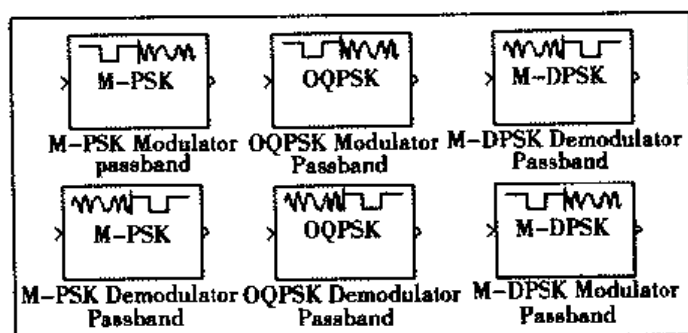 M-PSK
OQPSK
M-DPSK
M-PSK Modulator
passband
OQPSK Modulator
Passband
M-DPSK Demodulator
Passband
M-PSK
OQPSK
M-DPSK
M-PSK Demodulator
Passband
OQPSK Demodulator
Passband
M-DPSK Modulator
Passband